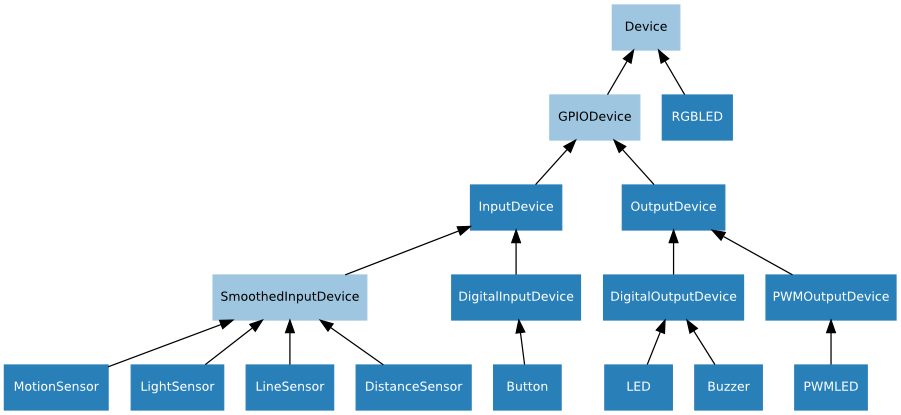 Device
GPIODevice
RGBLED
InputDevice
OutputDevice
SmoothedInputDevice
DigitalInputDevice
DigitalOutputDevice
PWMOutputDevice
MotionSensor
LightSensor
LineSensor
DistanceSensor
Button
LED
Buzzer
PWMLED